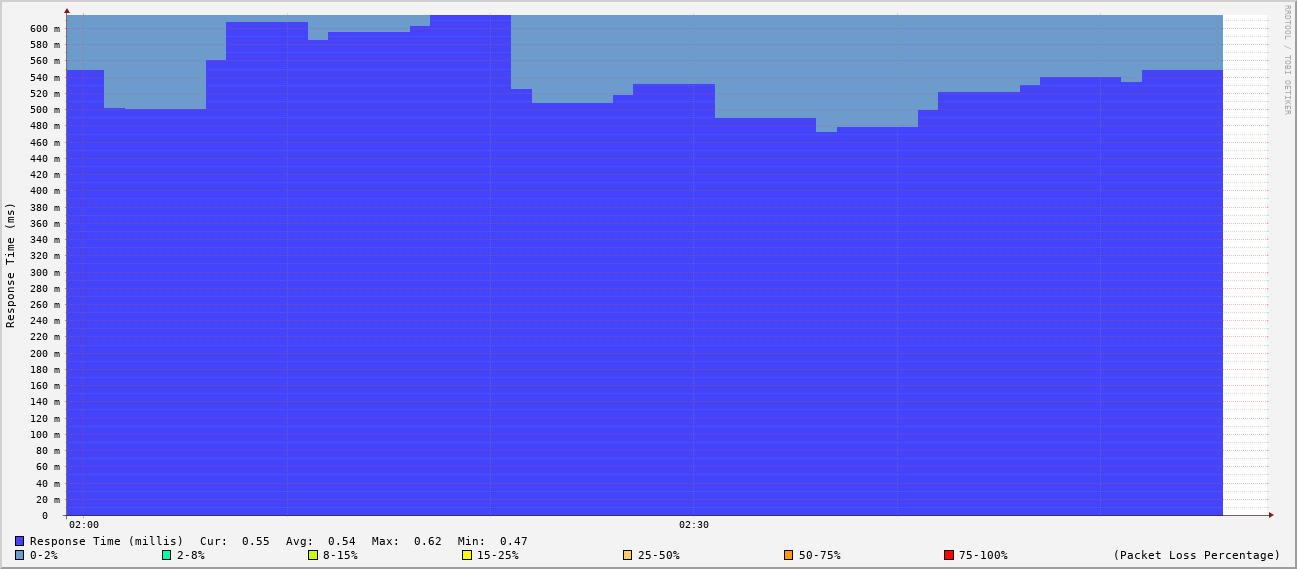 RRDTOOL / TOBI OETIKER
Response Time (ms)
600 m
580 m
560 m
540 m
520 m
500 m
480 m
460 m
440 m
420 m
400 m
380 m
360 m
340 m
320 m
300 m
280 m
260 m
240 m
220 m
200 m
180 m
160 m
140 m
120 m
100 m
80 m
60 m
40 m
20 m
0
02:00 02:30
Response Time (millis) Cur: 0.55 Avg: 0.54 Max: 0.62 Min: 0.47
0-2% 2-8% 8-15% 15-25% 25-50% 50-75% 75-100% (Packet Loss Percentage)